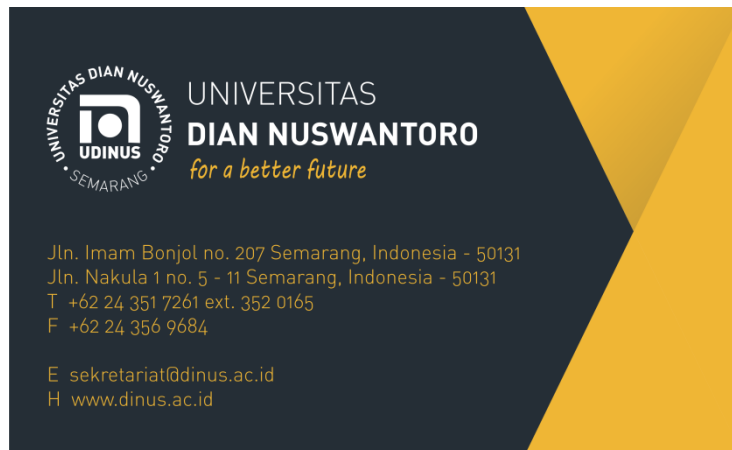 UNIVERSITAS DIAN NUSWANTORO
UDINUS
• SEMARANG •
UNIVERSITAS
DIAN NUSWANTORO
for a better future
Jln. Imam Bonjol no. 207 Semarang, Indonesia - 50131
Jln. Nakula 1 no. 5 - 11 Semarang, Indonesia - 50131
T +62 24 351 7261 ext. 352 0165
F +62 24 356 9684
E sekretariat@dinus.ac.id
H www.dinus.ac.id